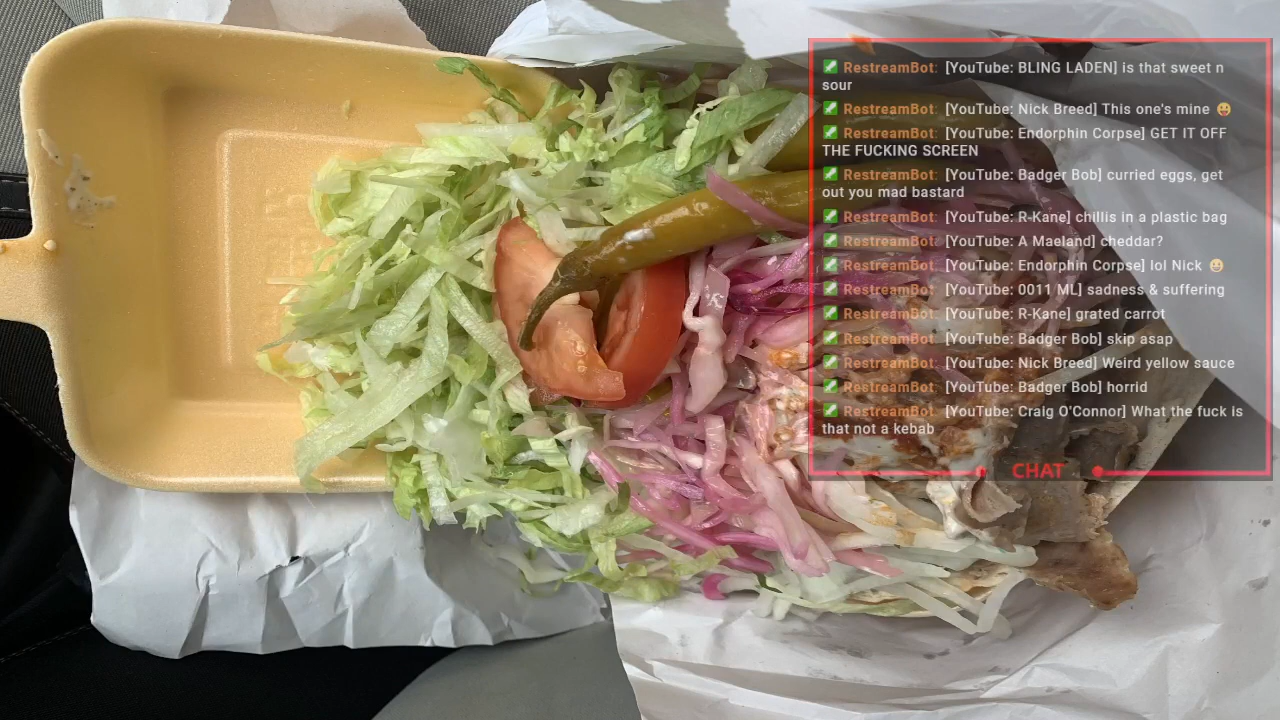 RestreamBot: [YouTube: BLING LADEN] is that sweet n
sour
RestreamBot: [YouTube: Nick Breed] This one's mine 😛
RestreamBot: [YouTube: Endorphin Corpse] GET IT OFF
THE FUCKING SCREEN
RestreamBot: [YouTube: Badger Bob] curried eggs, get
out you mad bastard
RestreamBot: [YouTube: R-Kane] chillis in a plastic bag
RestreamBot: [YouTube: A Maeland] cheddar?
RestreamBot: [YouTube: Endorphin Corpse] lol Nick 😀
RestreamBot: [YouTube: 0011 ML] sadness & suffering
RestreamBot: [YouTube: R-Kane] grated carrot
RestreamBot: [YouTube: Badger Bob] skip asap
RestreamBot: [YouTube: Nick Breed] Weird yellow sauce
RestreamBot: [YouTube: Badger Bob] horrid
RestreamBot: [YouTube: Craig O'Connor] What the fuck is
that not a kebab
CHAT